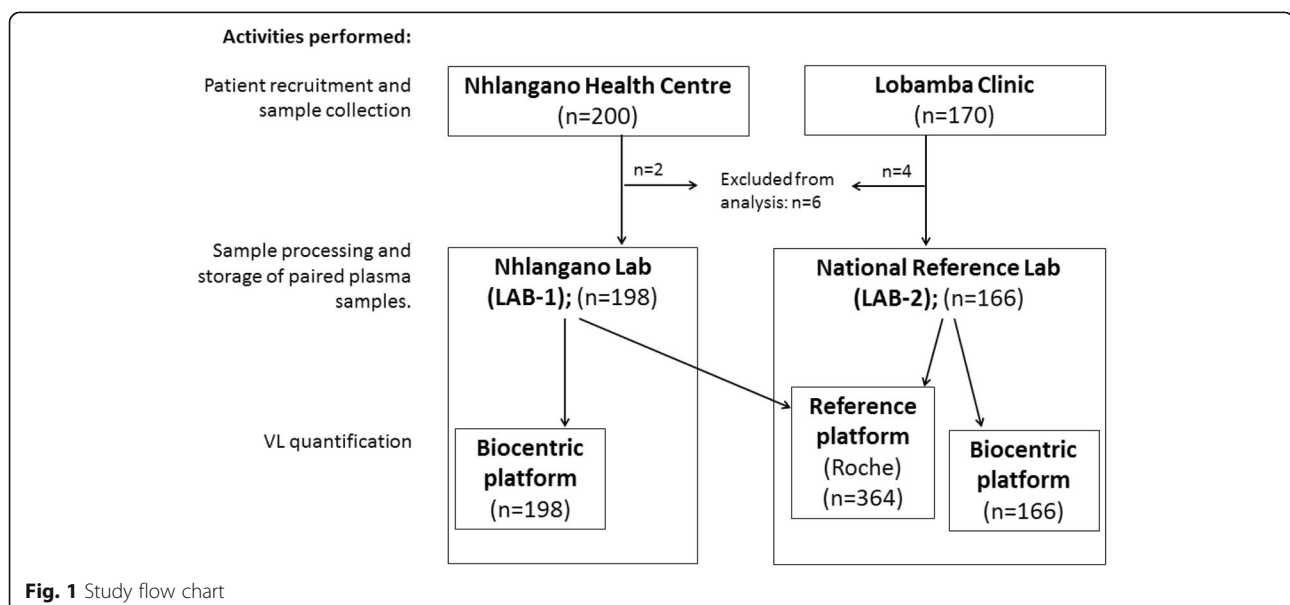 Activities performed:
Patient recruitment and
sample collection
Nhlangano Health Centre
(n=200)
Lobamba Clinic
(n=170)
n=2
Excluded from
analysis: n=6
n=4
Sample processing and
storage of paired plasma
samples.
Nhlangano Lab
(LAB-1); (n=198)
National Reference Lab
(LAB-2); (n=166)
VL quantification
Biocentric
platform
(n=198)
Reference
platform
(Roche)
(n=364)
Biocentric
platform
(n=166)
Fig. 1 Study flow chart